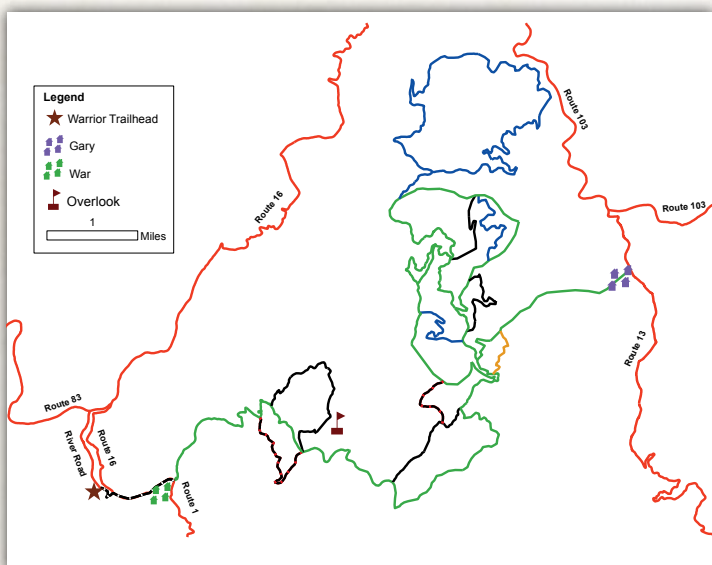 Legend
Warrior Trailhead
Gary
War
Overlook
1
Miles
Route 103
Route 16
Route 103
Route 13
Route 83
River Road
Route 16
Route 1